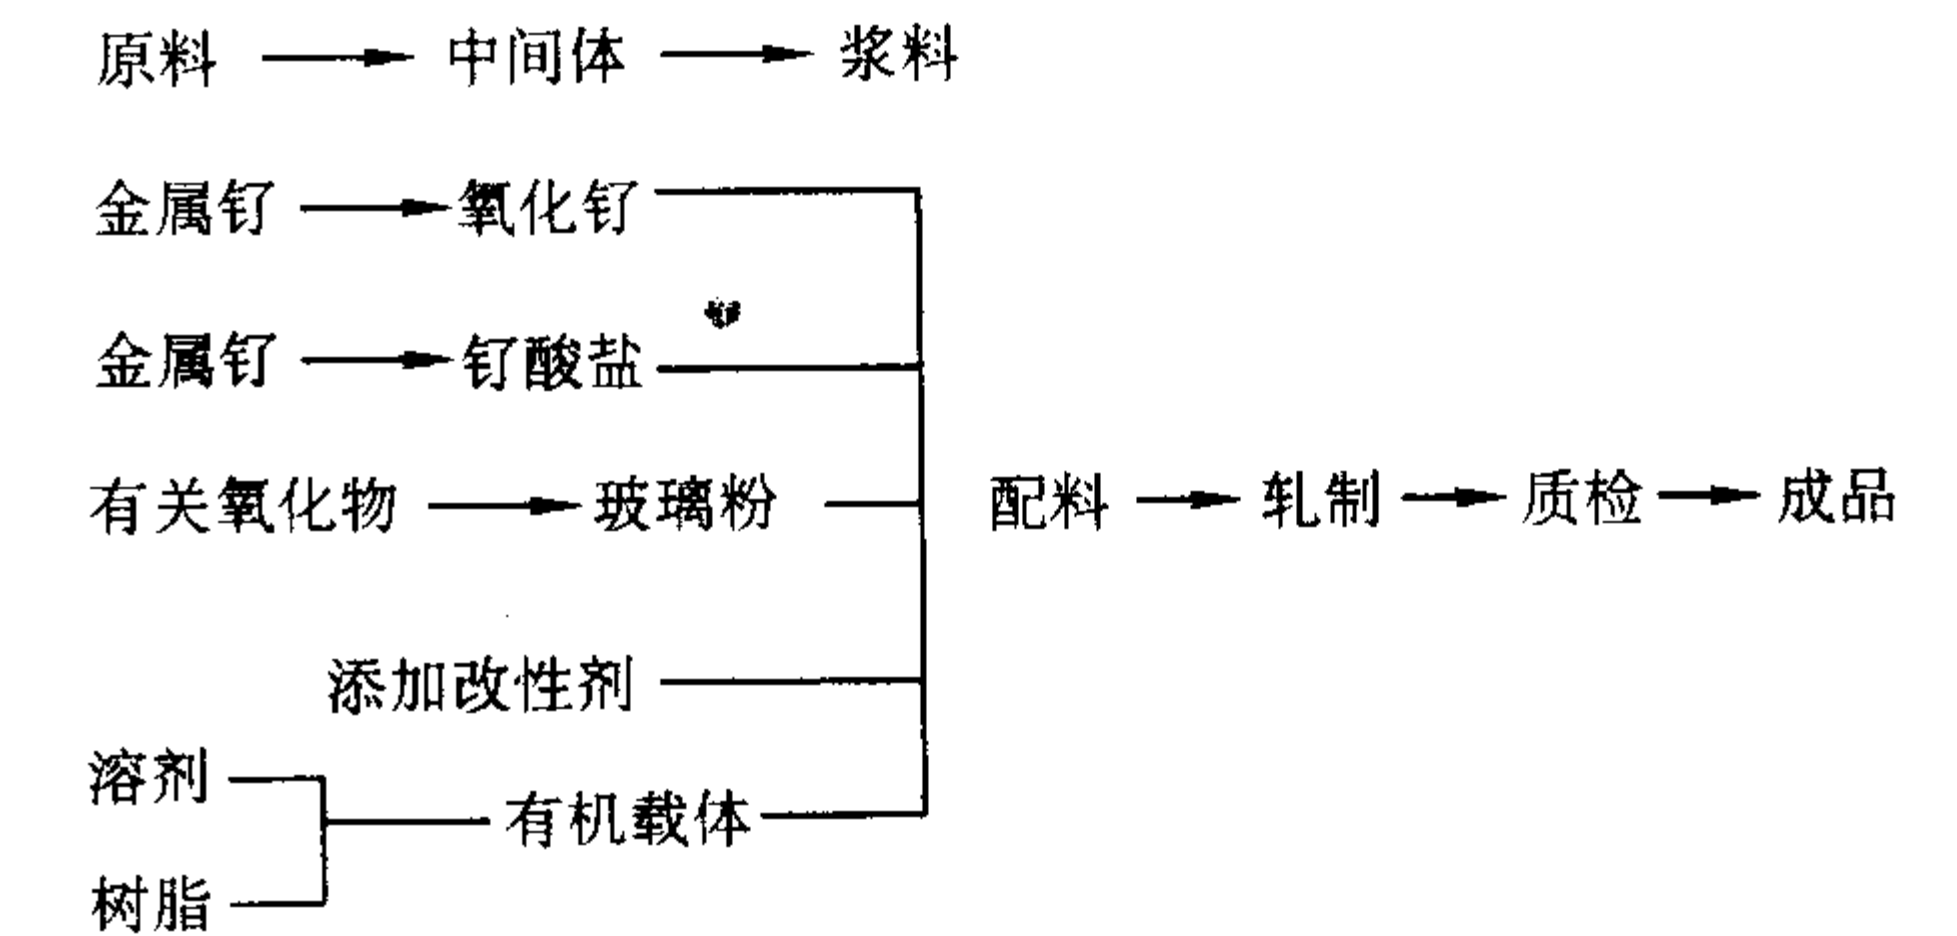 原料 → 中间体 → 浆料
金属钌 → 氧化钌
金属钌 → 钌酸盐
有关氧化物 → 玻璃粉 配料 → 轧制 → 质检 → 成品
添加改性剂
溶剂
有机载体
树脂